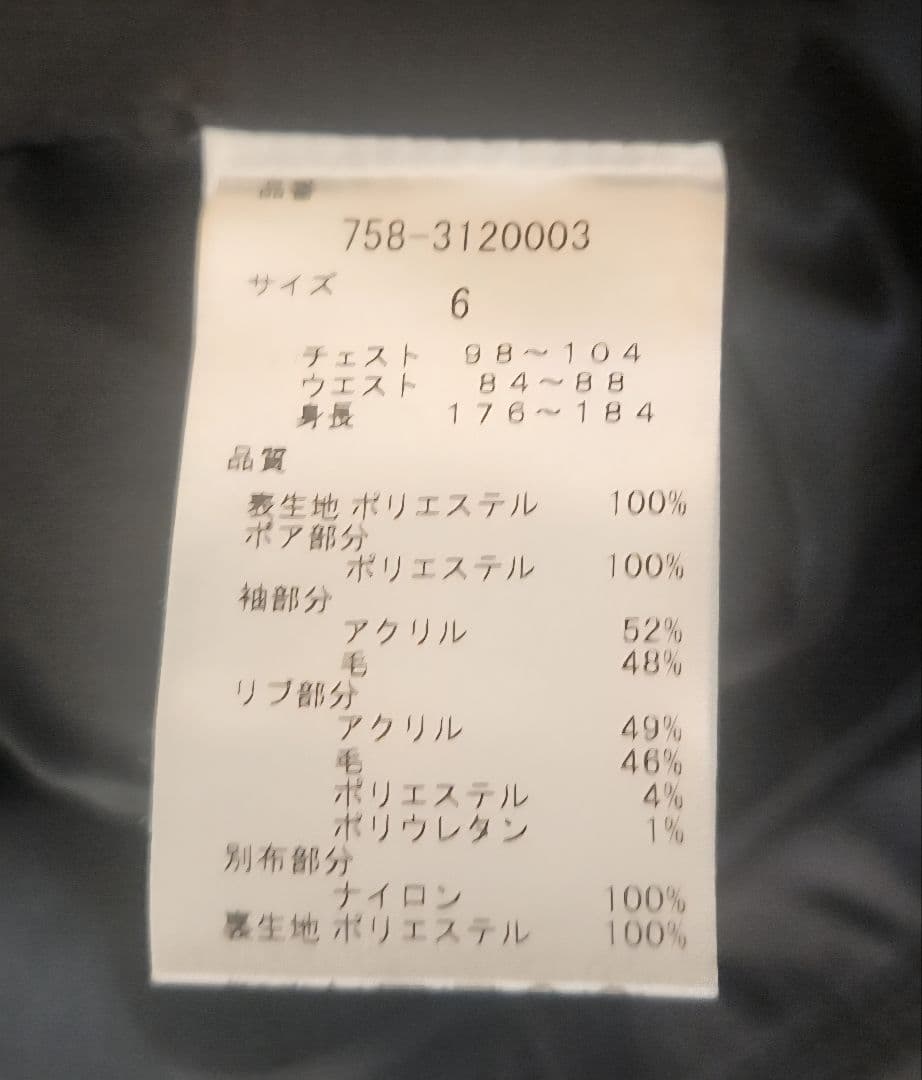 品番
758-3120003
サイズ
6
チェスト 98～104
ウエスト 84～88
身長 176～184
品質
表生地 ポリエステル 100%
ボア部分
ポリエステル 100%
袖部分
アクリル 52%
毛 48%
リブ部分
アクリル 49%
毛 46%
ポリエステル 4%
ポリウレタン 1%
別布部分
ナイロン 100%
裏生地 ポリエステル 100%